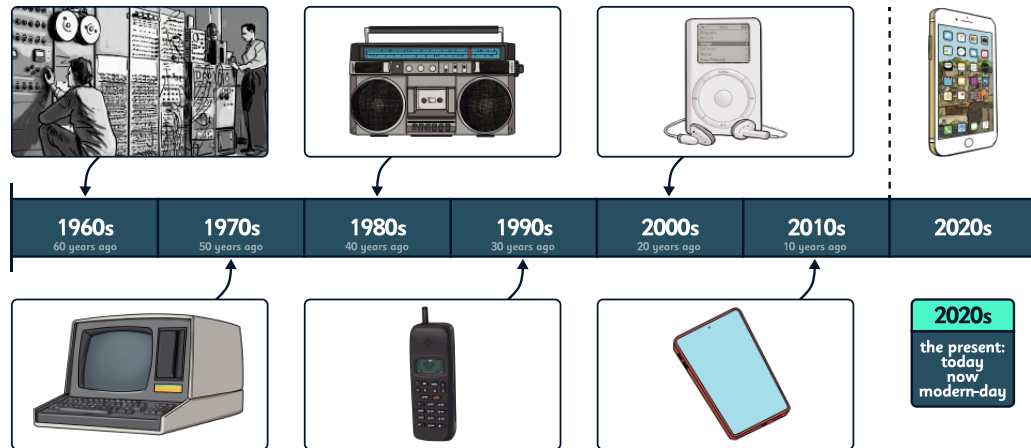 1960s
60 years ago
1970s
50 years ago
1980s
40 years ago
1990s
30 years ago
2000s
20 years ago
2010s
10 years ago
2020s
2020s
the present:
today
now
modern-day